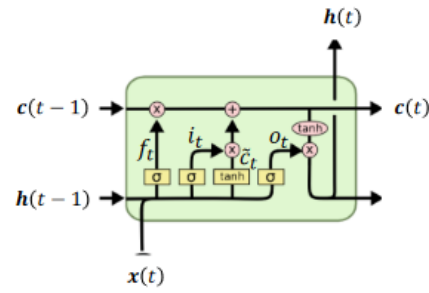 h(t)
c(t−1)
x
+
c(t)
tanh
f_t
i_t
x
c̃_t
o_t
x
σ
σ
tanh
σ
h(t−1)
x(t)